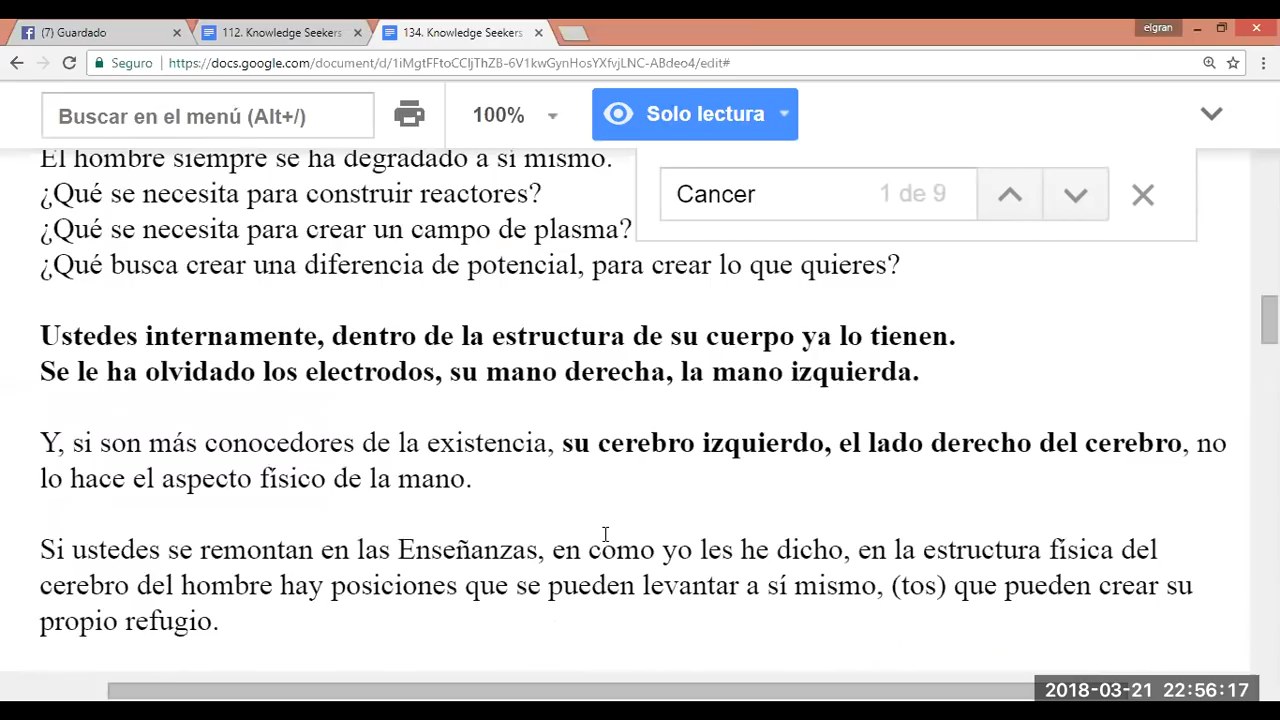 (7) Guardado
112. Knowledge Seekers
134. Knowledge Seekers
elgran
Seguro https://docs.google.com/document/d/1iMgtFFtoCCIjThZB-6V1kwGynHosYXfvjLNC-ABdeo4/edit#
Buscar en el menú (Alt+/)
100%
Solo lectura
Cancer
1 de 9
El hombre siempre se ha degradado a sí mismo.
¿Qué se necesita para construir reactores?
¿Qué se necesita para crear un campo de plasma?
¿Qué busca crear una diferencia de potencial, para crear lo que quieres?
Ustedes internamente, dentro de la estructura de su cuerpo ya lo tienen.
Se le ha olvidado los electrodos, su mano derecha, la mano izquierda.
Y, si son más conocedores de la existencia, su cerebro izquierdo, el lado derecho del cerebro, no
lo hace el aspecto físico de la mano.
Si ustedes se remontan en las Enseñanzas, en como yo les he dicho, en la estructura física del
cerebro del hombre hay posiciones que se pueden levantar a sí mismo, (tos) que pueden crear su
propio refugio.
2018-03-21 22:56:17